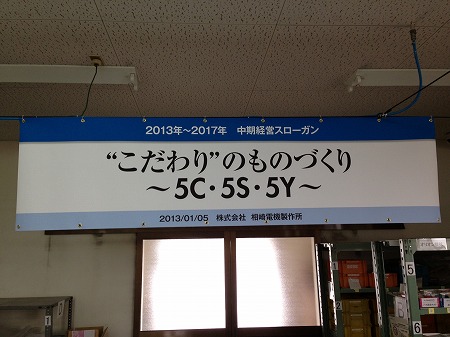 2013年～2017年　中期経営スローガン
“こだわり”のものづくり
～5C・5S・5Y～
2013/01/05　株式会社　相崎電機製作所
5
6